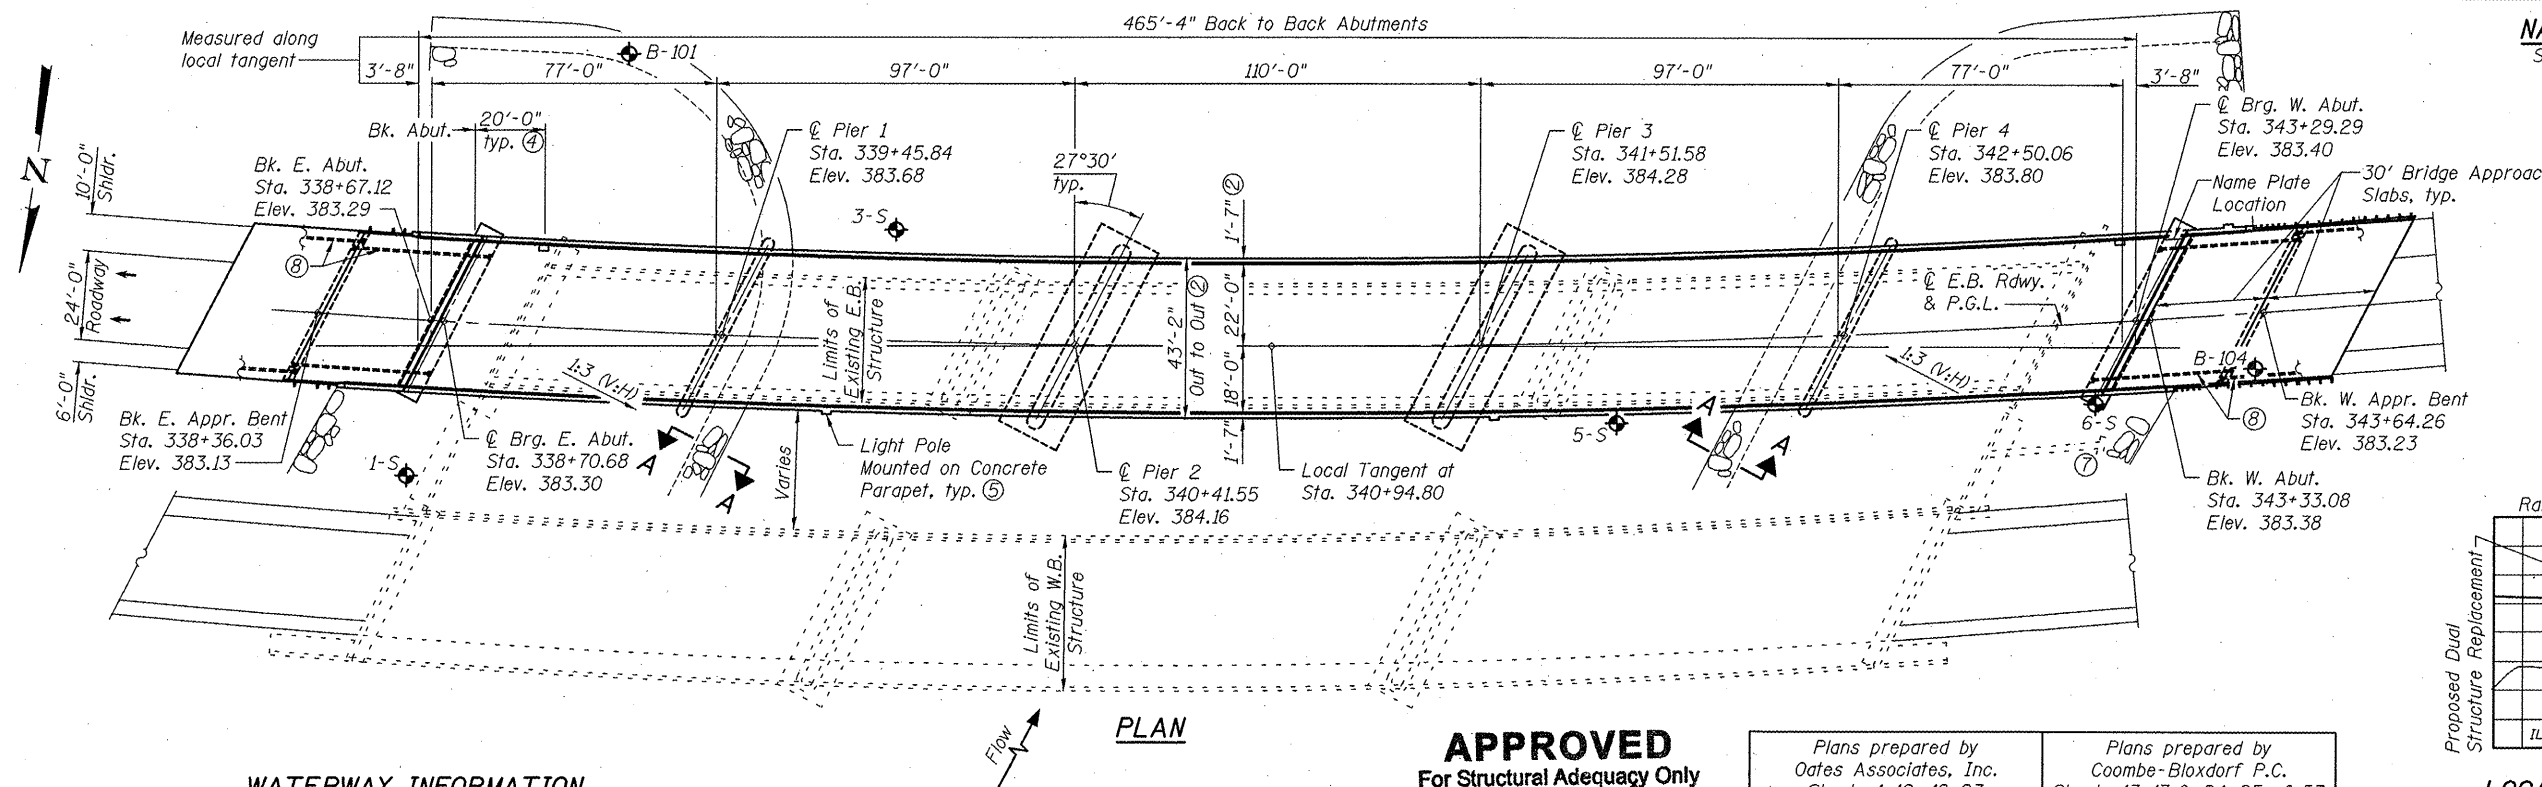 465'-4" Back to Back Abutments
Measured along
local tangent
3'-8"
77'-0"
97'-0"
110'-0"
97'-0"
77'-0"
3'-8"
B-101
N
Bk. Abut.
20'-0"
typ. ④
℄ Pier 1
Sta. 339+45.84
Elev. 383.68
27°30'
typ.
1'-7" ②
℄ Pier 3
Sta. 341+51.58
Elev. 384.28
℄ Pier 4
Sta. 342+50.06
Elev. 383.80
℄ Brg. W. Abut.
Sta. 343+29.29
Elev. 383.40
Name Plate
Location
30' Bridge Approac
Slabs, typ.
10'-0"
Shldr.
Bk. E. Abut.
Sta. 338+67.12
Elev. 383.29
3-S
⑧
24'-0"
Roadway
6'-0"
Shldr.
Limits of
Existing E.B.
Structure
43'-2"
Out to Out ②
22'-0"
18'-0"
1'-7"
℄ E.B. Rdwy.
& P.G.L.
1:3 (V:H)
1:3 (V:H)
B-104
Bk. E. Appr. Bent
Sta. 338+36.03
Elev. 383.13
1-S
℄ Brg. E. Abut.
Sta. 338+70.68
Elev. 383.30
A
A
Varies
Light Pole
Mounted on Concrete
Parapet, typ. ⑤
℄ Pier 2
Sta. 340+41.55
Elev. 384.16
Local Tangent at
Sta. 340+94.80
5-S
A
A
6-S
⑦
⑧
Bk. W. Appr. Bent
Sta. 343+64.26
Elev. 383.23
Bk. W. Abut.
Sta. 343+33.08
Elev. 383.38
Limits of
Existing W.B.
Structure
Proposed Dual
Structure Replacement
Flow
PLAN
APPROVED
For Structural Adequacy Only
Plans prepared by
Oates Associates, Inc.
Plans prepared by
Coombe-Bloxdorf P.C.
WATERWAY INFORMATION